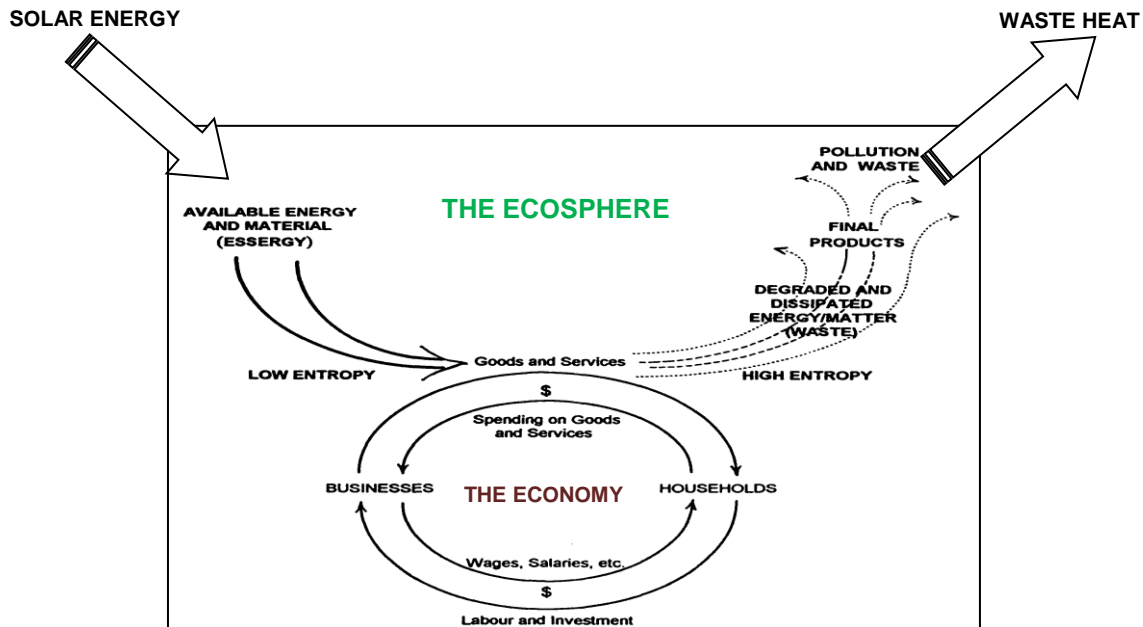 SOLAR ENERGY
WASTE HEAT
POLLUTION
AND WASTE
THE ECOSPHERE
AVAILABLE ENERGY
AND MATERIAL
(ESSERGY)
FINAL
PRODUCTS
DEGRADED AND
DISSIPATED
ENERGY/MATTER
(WASTE)
LOW ENTROPY
Goods and Services
HIGH ENTROPY
$
Spending on Goods
and Services
BUSINESSES
THE ECONOMY
HOUSEHOLDS
Wages, Salaries, etc.
$
Labour and Investment